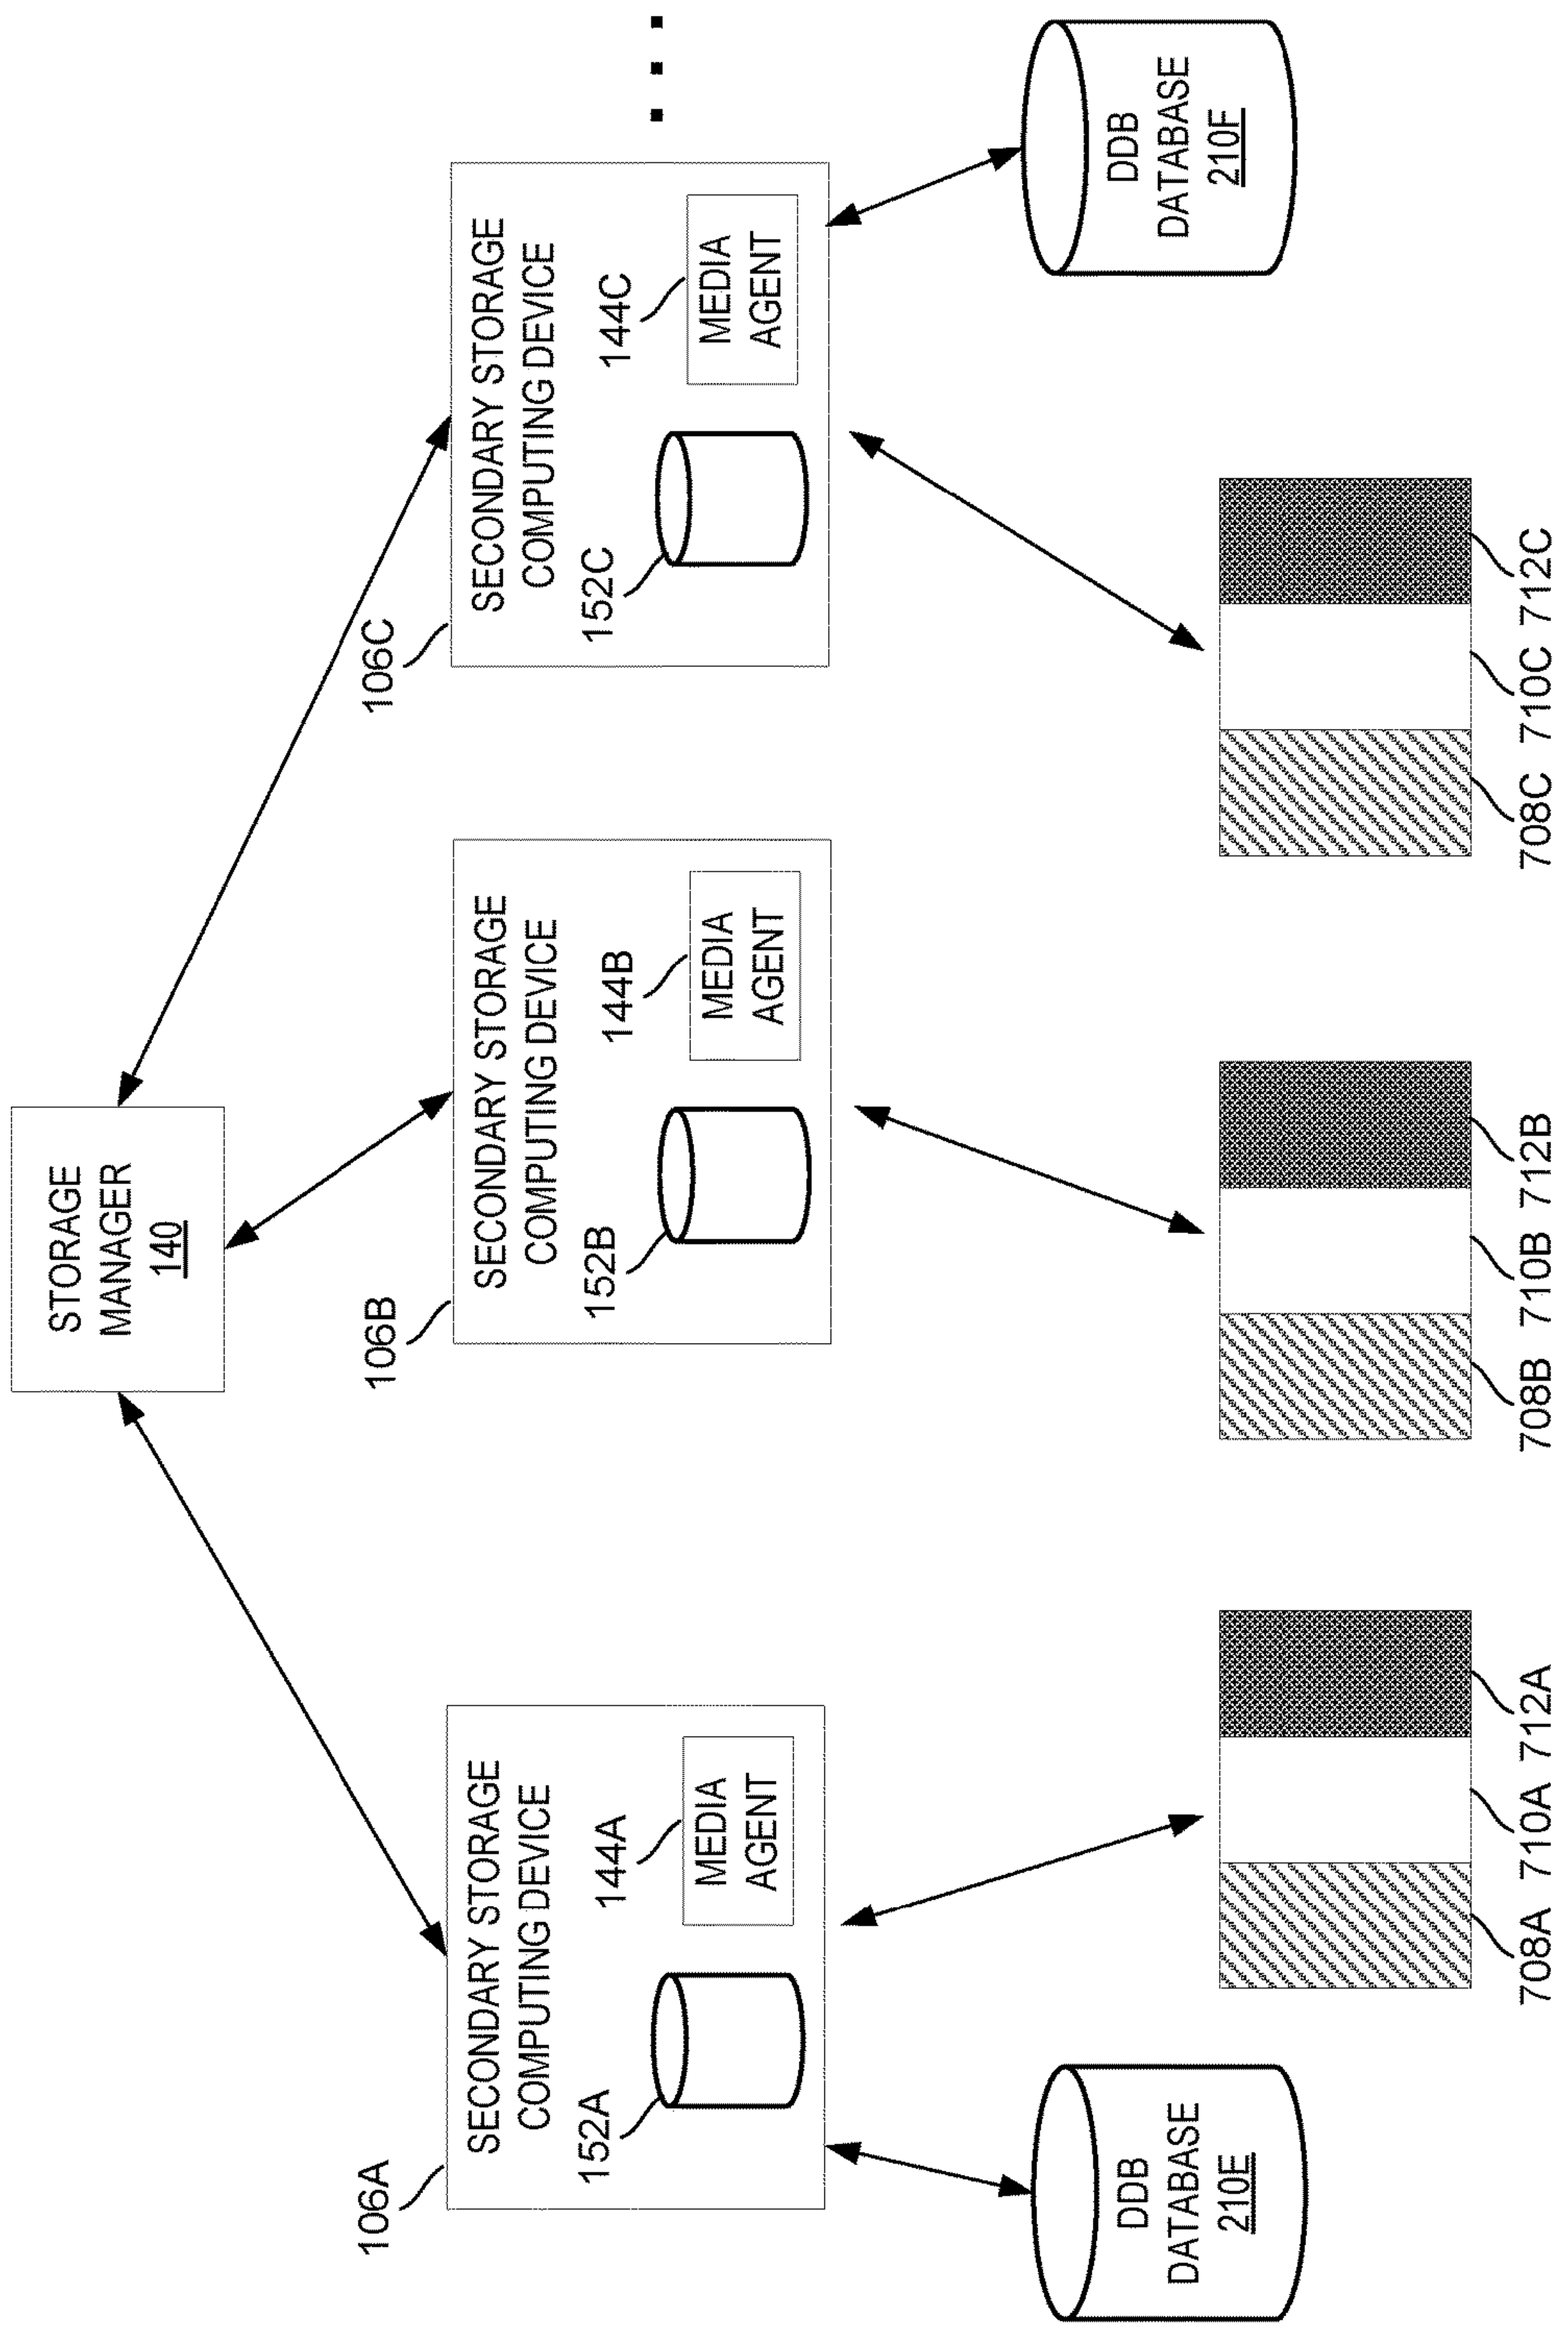 STORAGE
MANAGER
140
106A
SECONDARY STORAGE
COMPUTING DEVICE
152A
144A
MEDIA
AGENT
106B
SECONDARY STORAGE
COMPUTING DEVICE
152B
144B
MEDIA
AGENT
106C
SECONDARY STORAGE
COMPUTING DEVICE
152C
144C
MEDIA
AGENT
DDB
DATABASE
210E
DDB
DATABASE
210F
708A 710A 712A
708B 710B 712B
708C 710C 712C